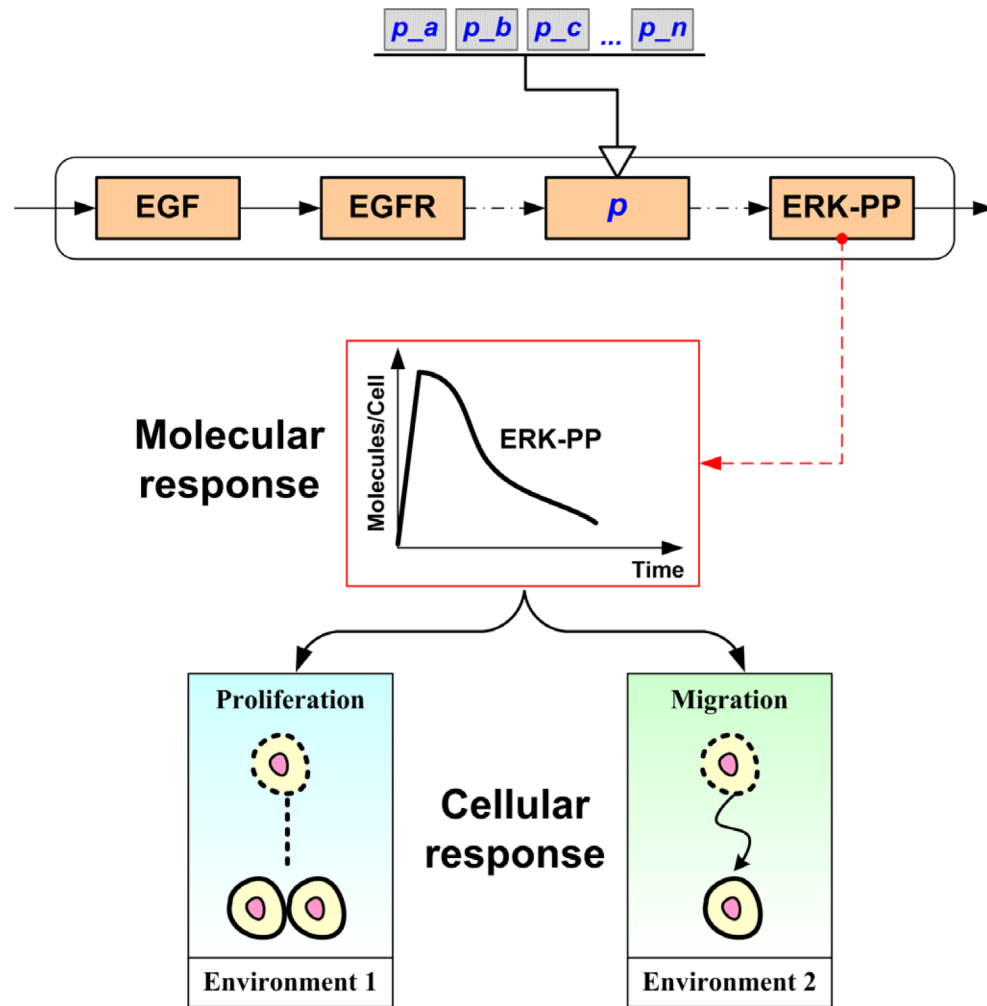 p_a p_b p_c ... p_n
EGF EGFR p ERK-PP
Molecular
response
Molecules/Cell
ERK-PP
Time
Proliferation
Migration
Cellular
response
Environment 1
Environment 2